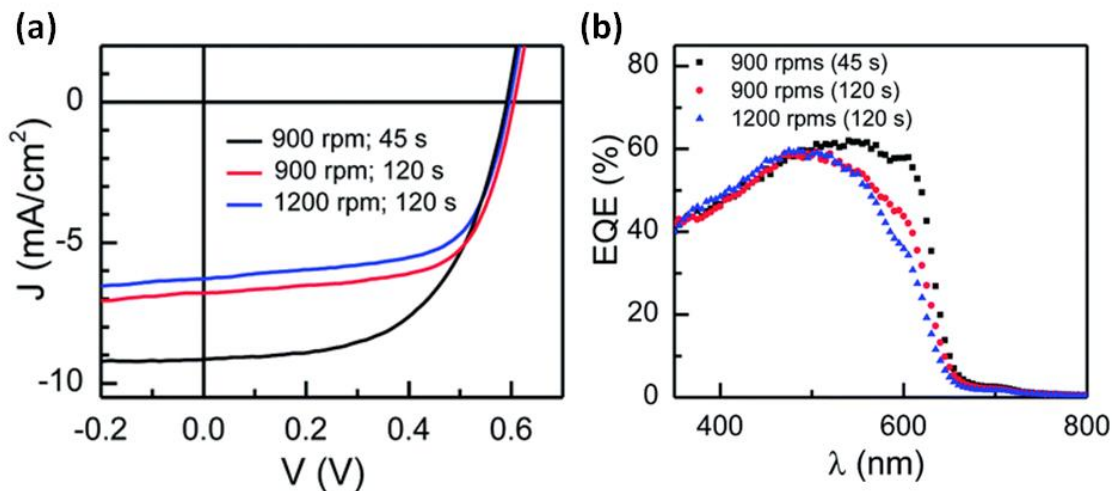 (a)
0
-5
-10
J (mA/cm²)
900 rpm; 45 s
900 rpm; 120 s
1200 rpm; 120 s
-0.2 0.0 0.2 0.4 0.6
V (V)
(b)
80
60
40
20
0
EQE (%)
900 rpms (45 s)
900 rpms (120 s)
1200 rpms (120 s)
400 600 800
λ (nm)